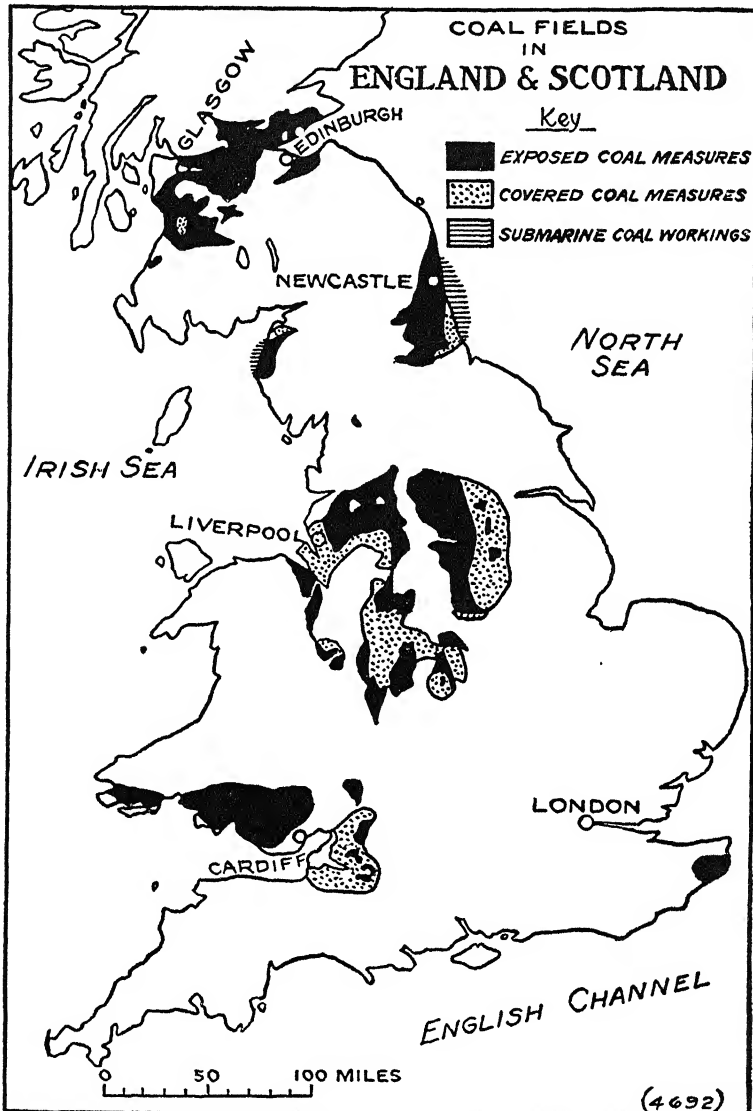 COAL FIELDS
IN
ENGLAND & SCOTLAND
Key
EXPOSED COAL MEASURES
COVERED COAL MEASURES
SUBMARINE COAL WORKINGS
GLASGOW
EDINBURGH
NEWCASTLE
NORTH
SEA
IRISH SEA
LIVERPOOL
LONDON
CARDIFF
ENGLISH CHANNEL
0 50 100 MILES
(4692)